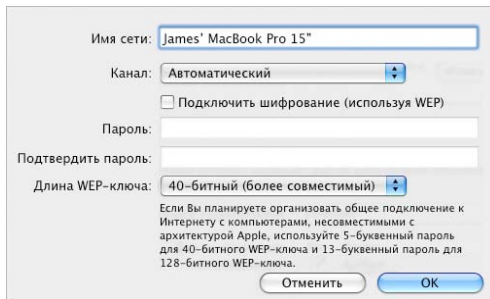 Имя сети: James' MacBook Pro 15"
Канал: Автоматический
Подключить шифрование (используя WEP)
Пароль:
Подтвердить пароль:
Длина WEP-ключа: 40-битный (более совместимый)
Если Вы планируете организовать общее подключение к
Интернету с компьютерами, несовместимыми с
архитектурой Apple, используйте 5-буквенный пароль
для 40-битного WEP-ключа и 13-буквенный пароль для
128-битного WEP-ключа.
Отменить OK